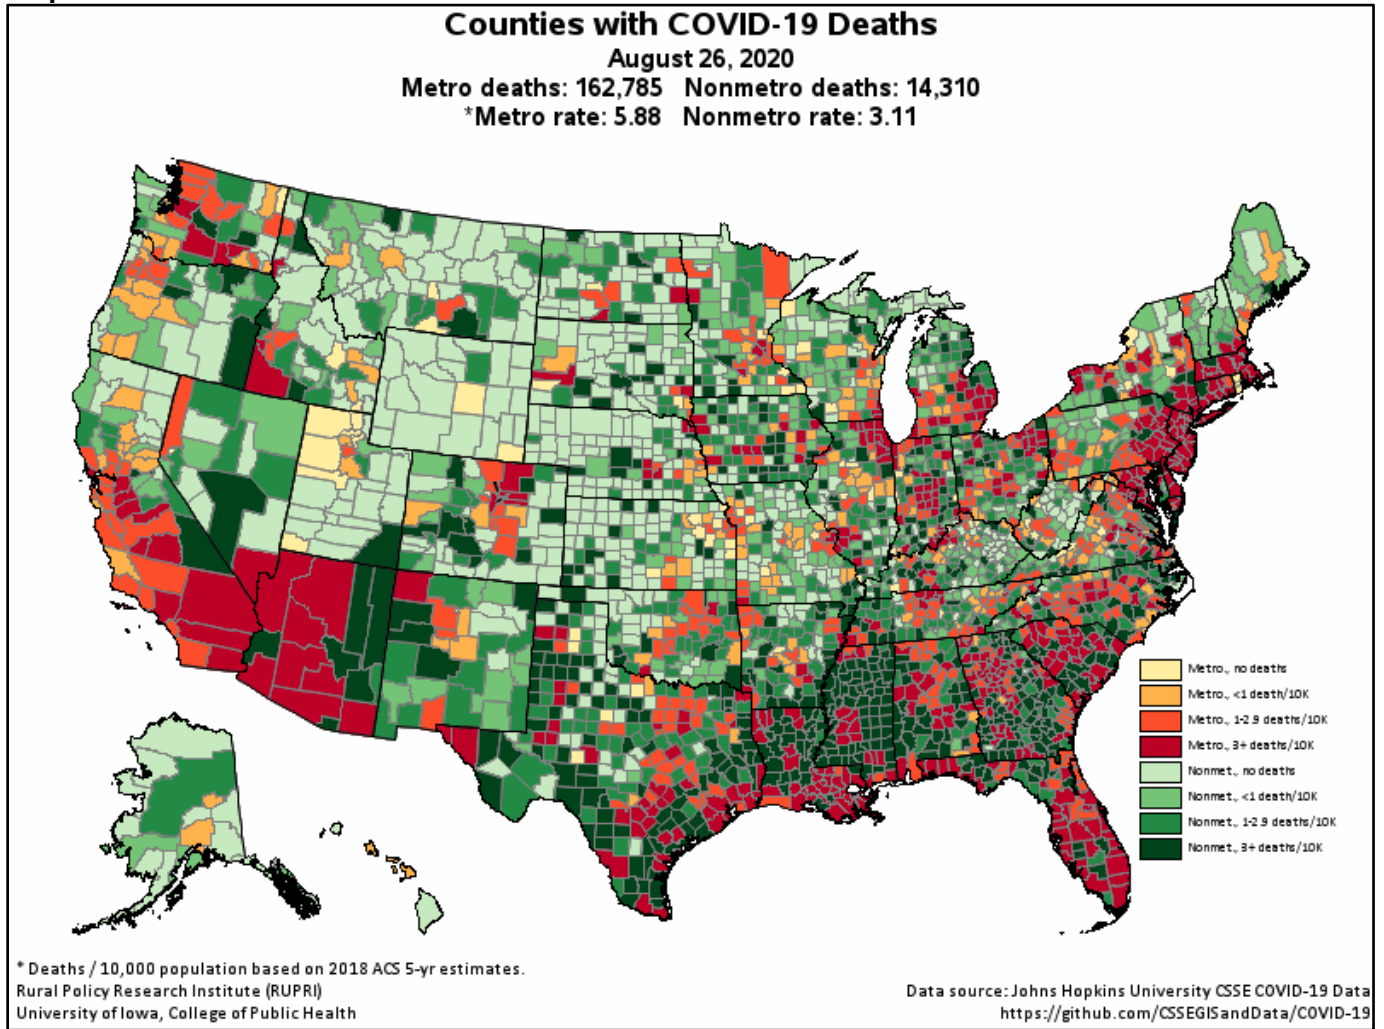 Counties with COVID-19 Deaths
August 26, 2020
Metro deaths: 162,785 Nonmetro deaths: 14,310
*Metro rate: 5.88 Nonmetro rate: 3.11
Metro., no deaths
Metro., <1 death/10K
Metro., 1-2.9 deaths/10K
Metro., 3+ deaths/10K
Nonmet., no deaths
Nonmet., <1 death/10K
Nonmet., 1-2.9 deaths/10K
Nonmet., 3+ deaths/10K
* Deaths / 10,000 population based on 2018 ACS 5-yr estimates.
Rural Policy Research Institute (RUPRI)
University of Iowa, College of Public Health
Data source: Johns Hopkins University CSSE COVID-19 Data
https://github.com/CSSEGISandData/COVID-19